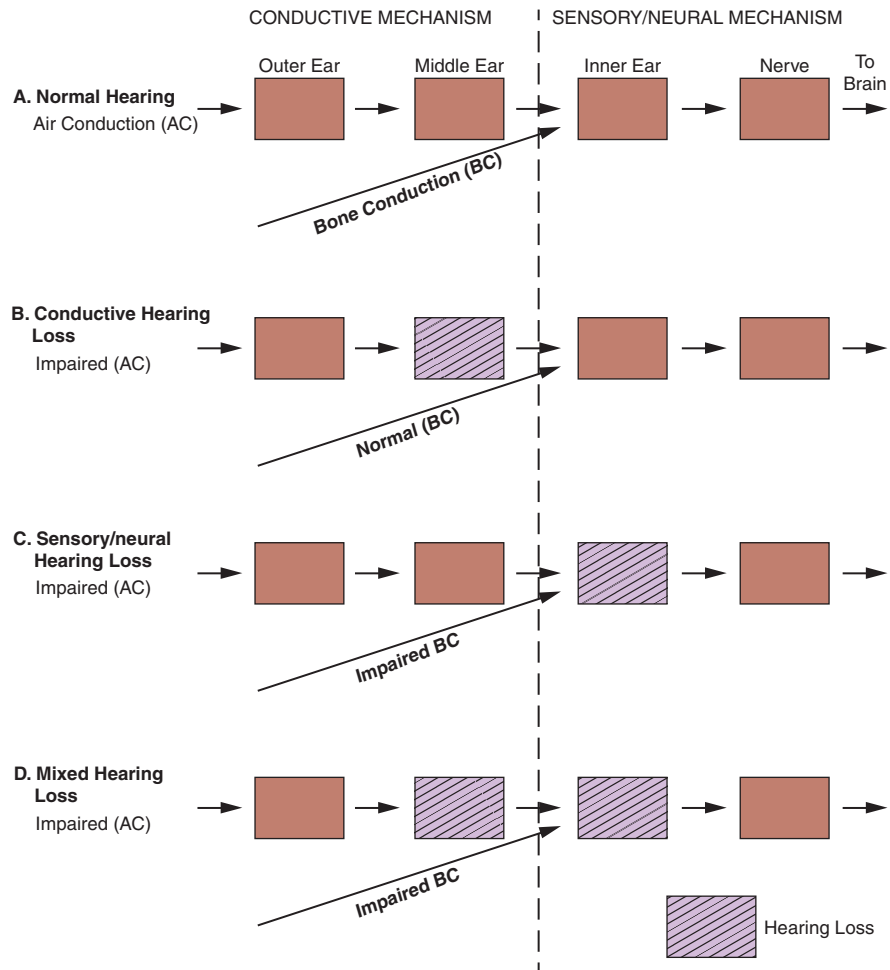 CONDUCTIVE MECHANISM
SENSORY/NEURAL MECHANISM
Outer Ear
Middle Ear
Inner Ear
Nerve
To
Brain
A. Normal Hearing
Air Conduction (AC)
Bone Conduction (BC)
B. Conductive Hearing
Loss
Impaired (AC)
Normal (BC)
C. Sensory/neural
Hearing Loss
Impaired (AC)
Impaired BC
D. Mixed Hearing
Loss
Impaired (AC)
Impaired BC
Hearing Loss